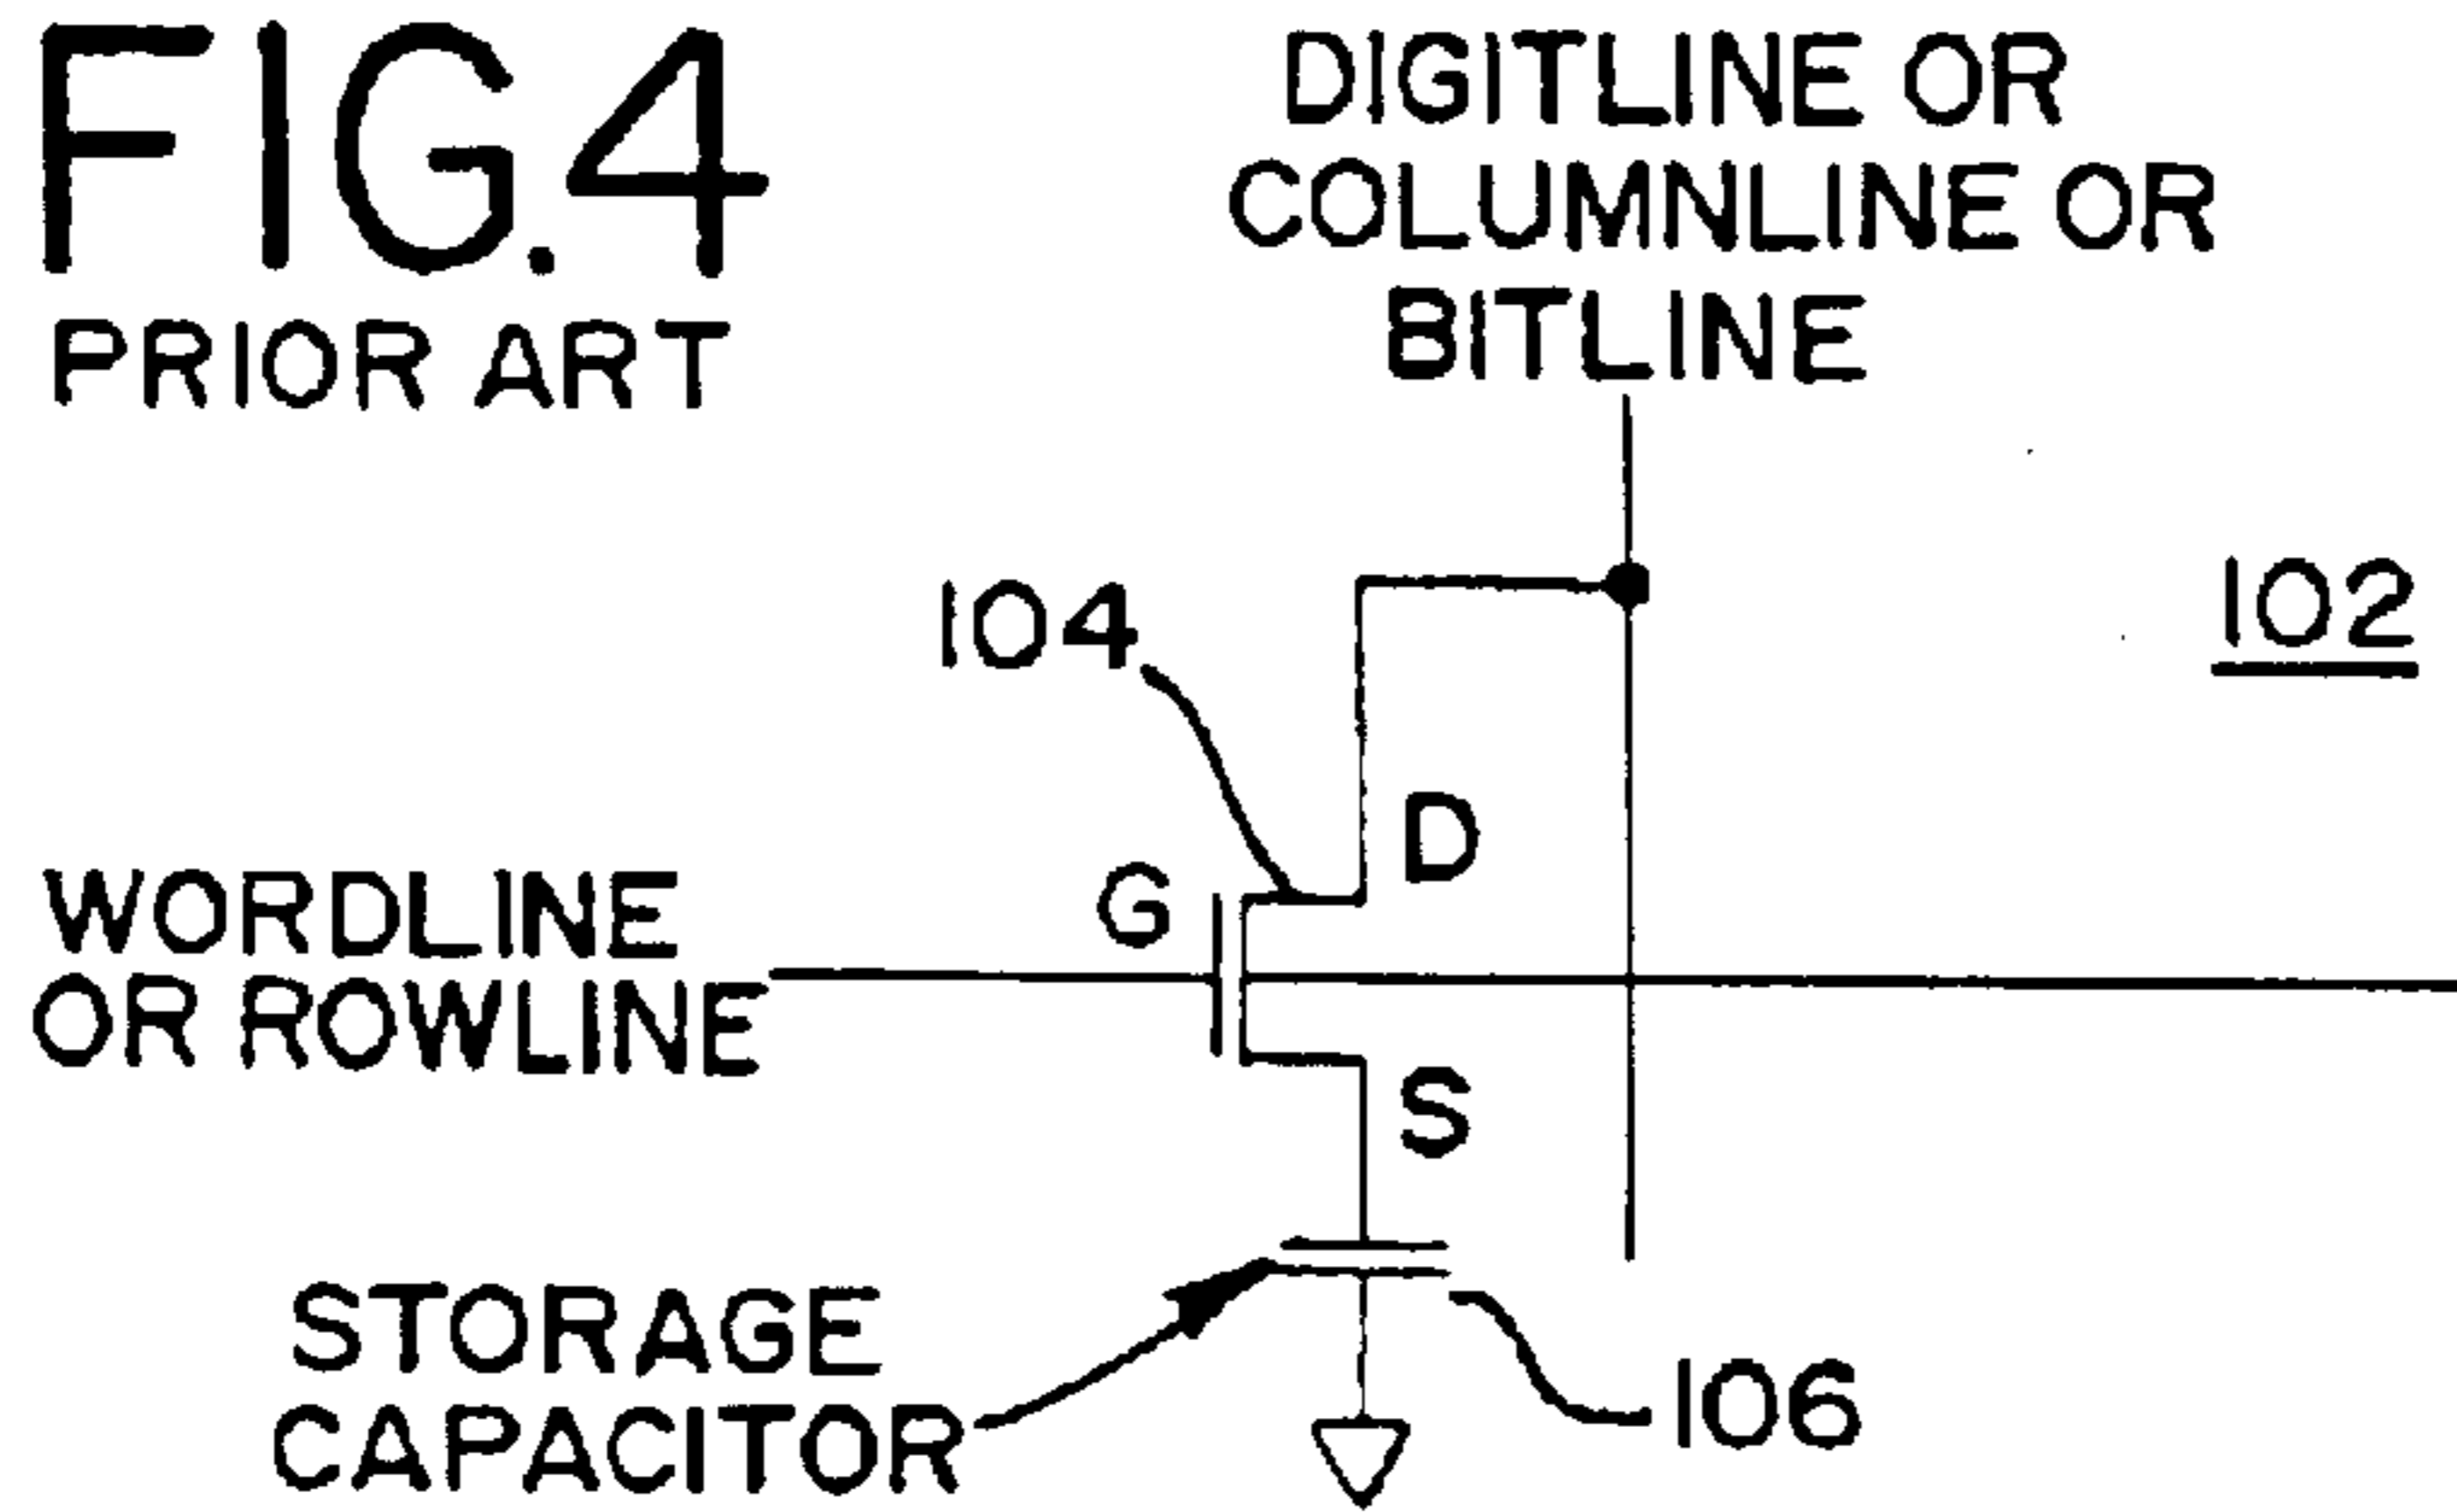 FIG.4
PRIOR ART
DIGITLINE OR
COLUMNLINE OR
BITLINE
104
102
D
G
WORDLINE
OR ROWLINE
S
STORAGE
CAPACITOR
106